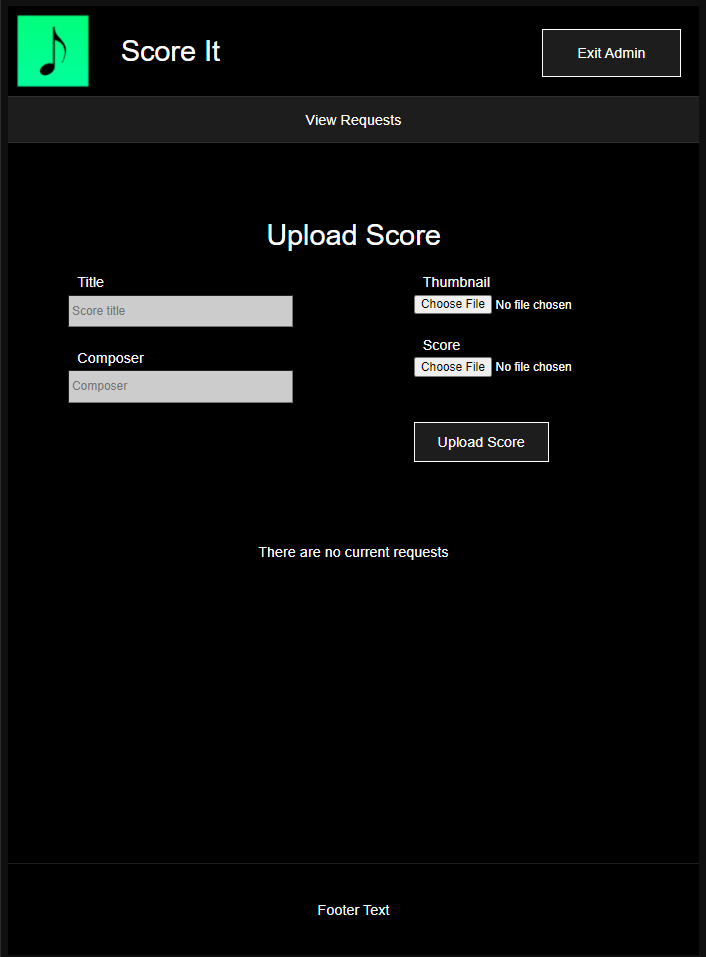 Score It
Exit Admin
View Requests
Upload Score
Title
Score title
Composer
Composer
Thumbnail
Choose File No file chosen
Score
Choose File No file chosen
Upload Score
There are no current requests
Footer Text